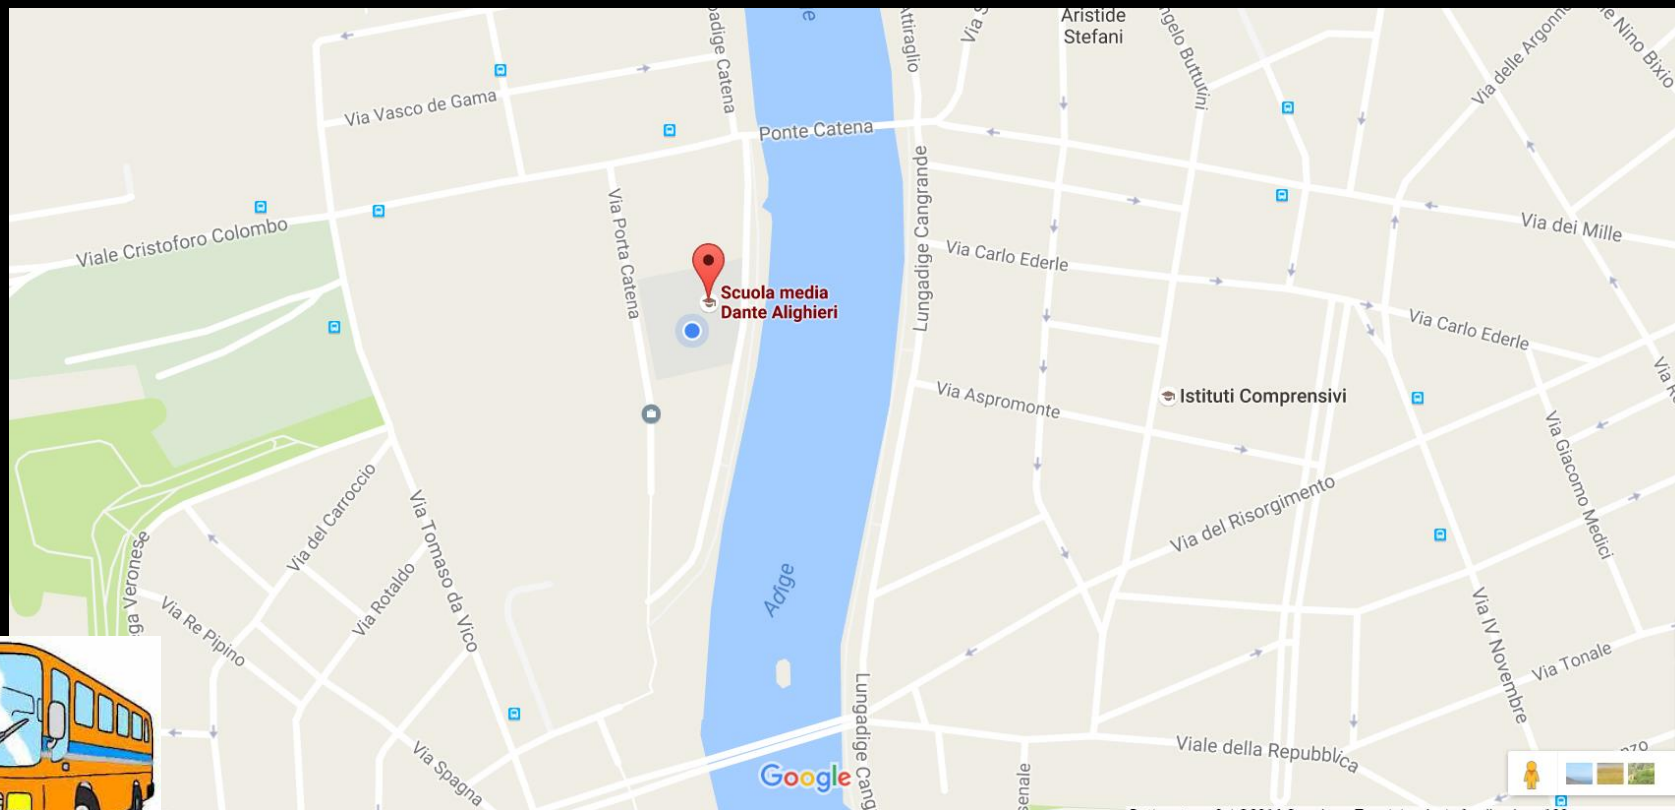 Aristide
Stefani
Attiraglio
Via delle Argonne
Nino Bixio
Via Vasco de Gama
Ponte Catena
Viale Cristoforo Colombo
Via Porta Catena
Lungadige Cangrande
Via dei Mille
Via Carlo Ederle
Scuola media
Dante Alighieri
Via Carlo Ederle
Via Aspromonte
Istituti Comprensivi
Via del Carroccio
Via Tomaso da Vico
Via del Risorgimento
Via Giacomo Medici
Via Rotaldo
Via Re Pipino
Adige
Via IV Novembre
Via Tonale
Via Spagna
Google
Viale della Repubblica